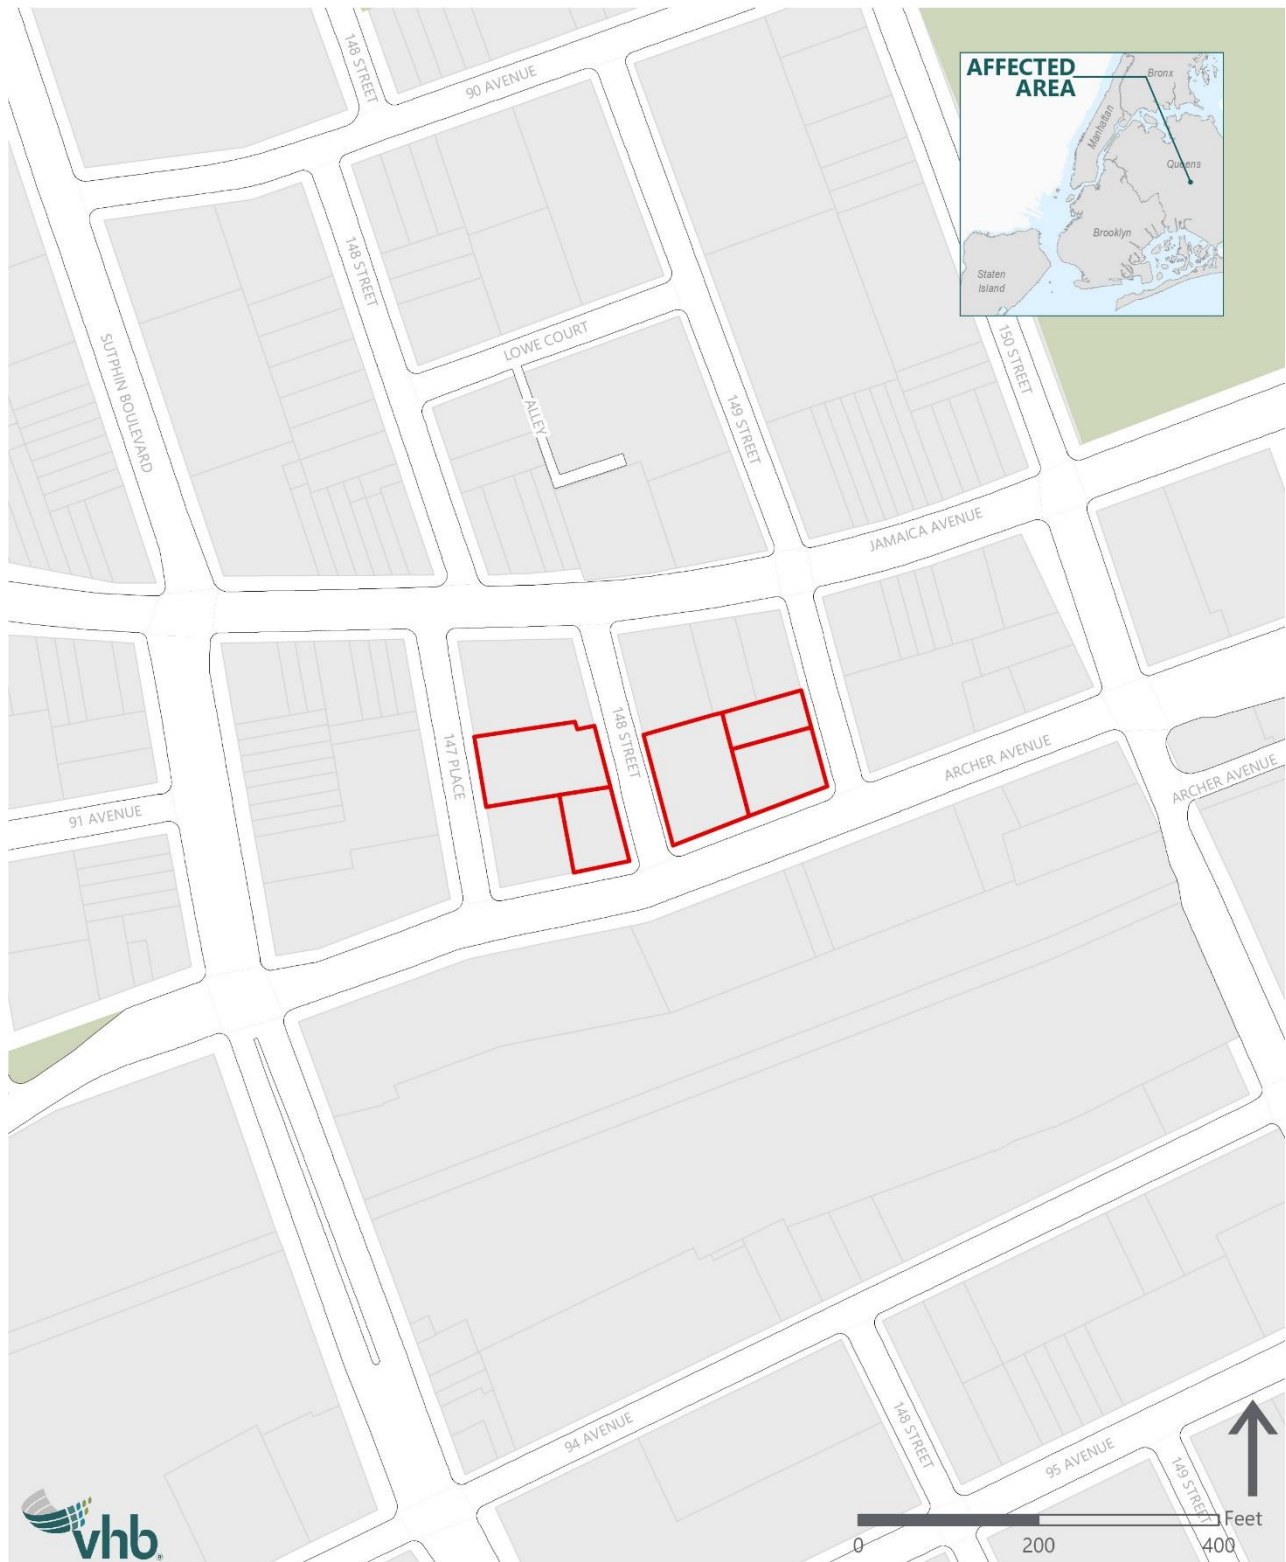 148 STREET
90 AVENUE
AFFECTED
AREA
Bronx
Manhattan
Queens
Brooklyn
Staten
Island
148 STREET
SUTPHIN BOULEVARD
LOWE COURT
ALLEY
149 STREET
150 STREET
JAMAICA AVENUE
147 PLACE
148 STREET
ARCHER AVENUE
ARCHER AVENUE
91 AVENUE
94 AVENUE
148 STREET
95 AVENUE
149 STREET
vhb
Feet
0 200 400